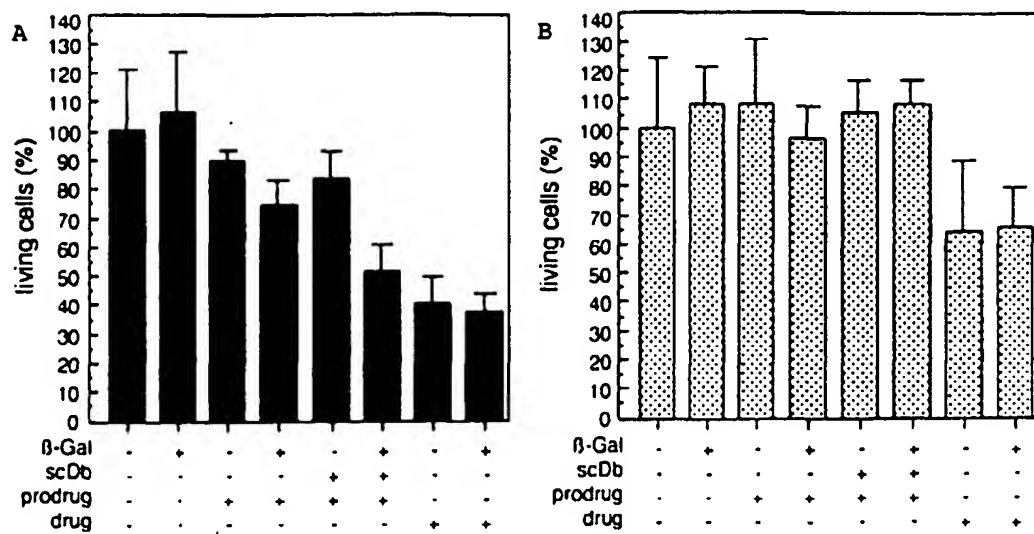 A
living cells (%)
140
130
120
110
100
90
80
70
60
50
40
30
20
10
0
ß-Gal - + - + - + - +
scDb - - - - + + - -
prodrug - - + + + + - -
drug - - - - - - + +
B
living cells (%)
140
130
120
110
100
90
80
70
60
50
40
30
20
10
0
ß-Gal - + - + - + - +
scDb - - - - + + - -
prodrug - - + + + + - -
drug - - - - - - + +